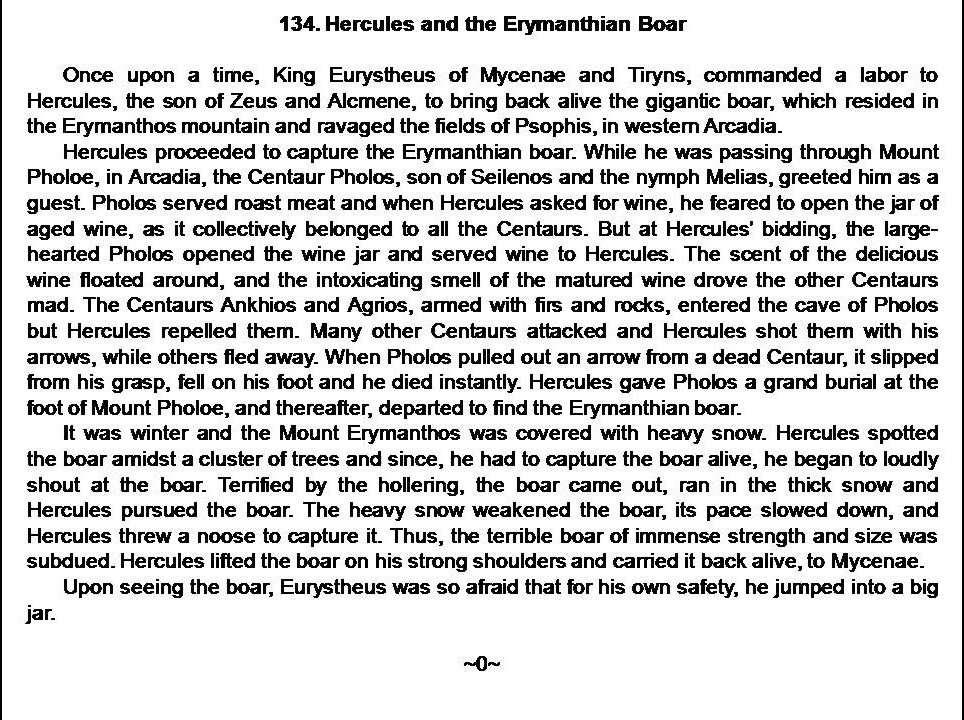 134. Hercules and the Erymanthian Boar
Once upon a time, King Eurystheus of Mycenae and Tiryns, commanded a labor to
Hercules, the son of Zeus and Alcmene, to bring back alive the gigantic boar, which resided in
the Erymanthos mountain and ravaged the fields of Psophis, in western Arcadia.
Hercules proceeded to capture the Erymanthian boar. While he was passing through Mount
Pholoe, in Arcadia, the Centaur Pholos, son of Seilenos and the nymph Melias, greeted him as a
guest. Pholos served roast meat and when Hercules asked for wine, he feared to open the jar of
aged wine, as it collectively belonged to all the Centaurs. But at Hercules' bidding, the large-
hearted Pholos opened the wine jar and served wine to Hercules. The scent of the delicious
wine floated around, and the intoxicating smell of the matured wine drove the other Centaurs
mad. The Centaurs Ankhios and Agrios, armed with firs and rocks, entered the cave of Pholos
but Hercules repelled them. Many other Centaurs attacked and Hercules shot them with his
arrows, while others fled away. When Pholos pulled out an arrow from a dead Centaur, it slipped
from his grasp, fell on his foot and he died instantly. Hercules gave Pholos a grand burial at the
foot of Mount Pholoe, and thereafter, departed to find the Erymanthian boar.
It was winter and the Mount Erymanthos was covered with heavy snow. Hercules spotted
the boar amidst a cluster of trees and since, he had to capture the boar alive, he began to loudly
shout at the boar. Terrified by the hollering, the boar came out, ran in the thick snow and
Hercules pursued the boar. The heavy snow weakened the boar, its pace slowed down, and
Hercules threw a noose to capture it. Thus, the terrible boar of immense strength and size was
subdued. Hercules lifted the boar on his strong shoulders and carried it back alive, to Mycenae.
Upon seeing the boar, Eurystheus was so afraid that for his own safety, he jumped into a big
jar.
~0~